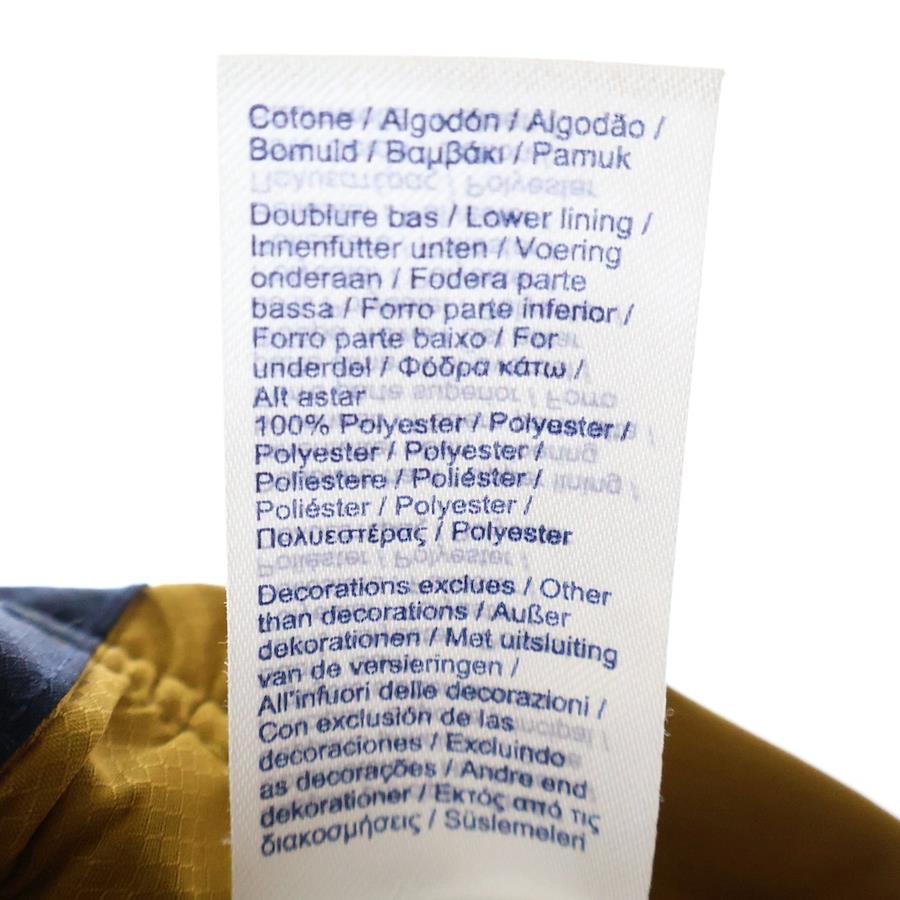 Cotone / Algodón / Algodão /
Bomuld / Βαμβάκι / Pamuk
Doublure bas / Lower lining /
Innenfutter unten / Voering
onderaan / Fodera parte
bassa / Forro parte inferior /
Forro parte baixo / For
underdel / Φόδρα κάτω /
Alt astar
100% Polyester / Polyester /
Polyester / Polyester /
Poliestere / Poliéster /
Poliéster / Polyester /
Πολυεστέρας / Polyester
Decorations exclues / Other
than decorations / Außer
dekorationen / Met uitsluiting
van de versieringen /
All'infuori delle decorazioni /
Con exclusión de las
decoraciones / Excluindo
as decorações / Andre end
dekorationer / Εκτός από τις
διακοσμήσεις / Süslemeleri